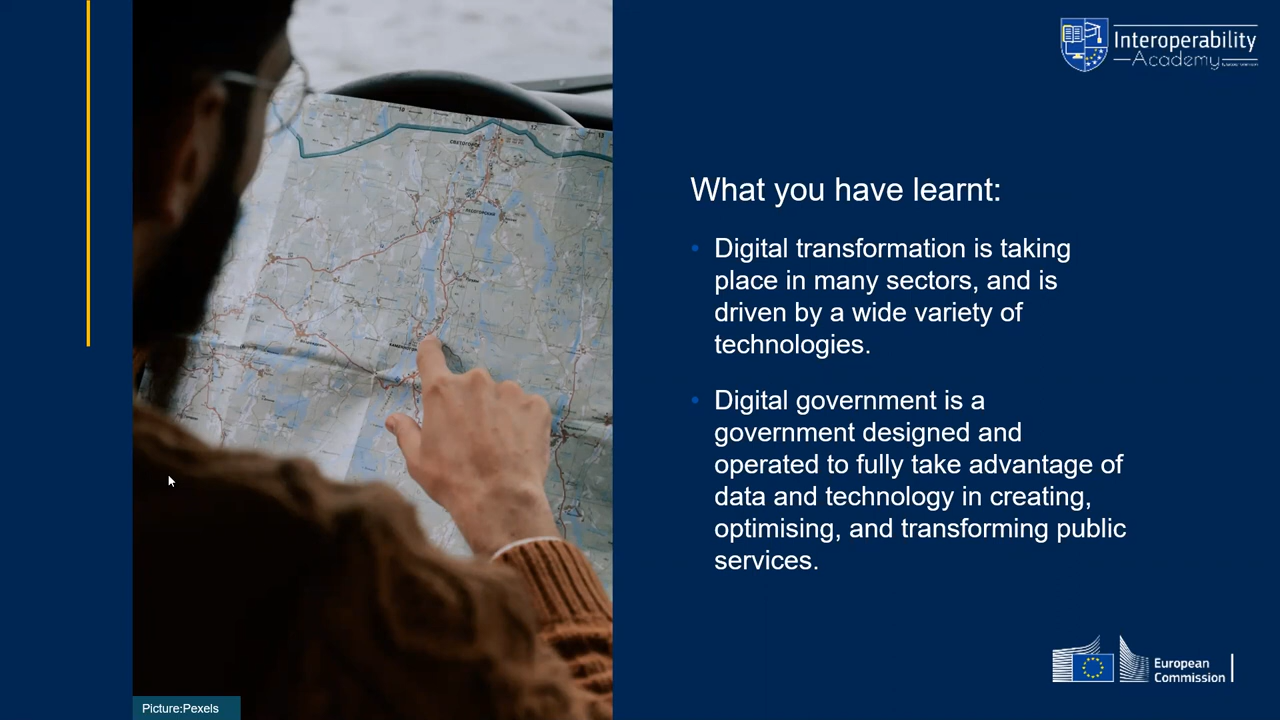 Interoperability
Academy
What you have learnt:
• Digital transformation is taking
place in many sectors, and is
driven by a wide variety of
technologies.
• Digital government is a
government designed and
operated to fully take advantage of
data and technology in creating,
optimising, and transforming public
services.
European
Commission
Picture:Pexels